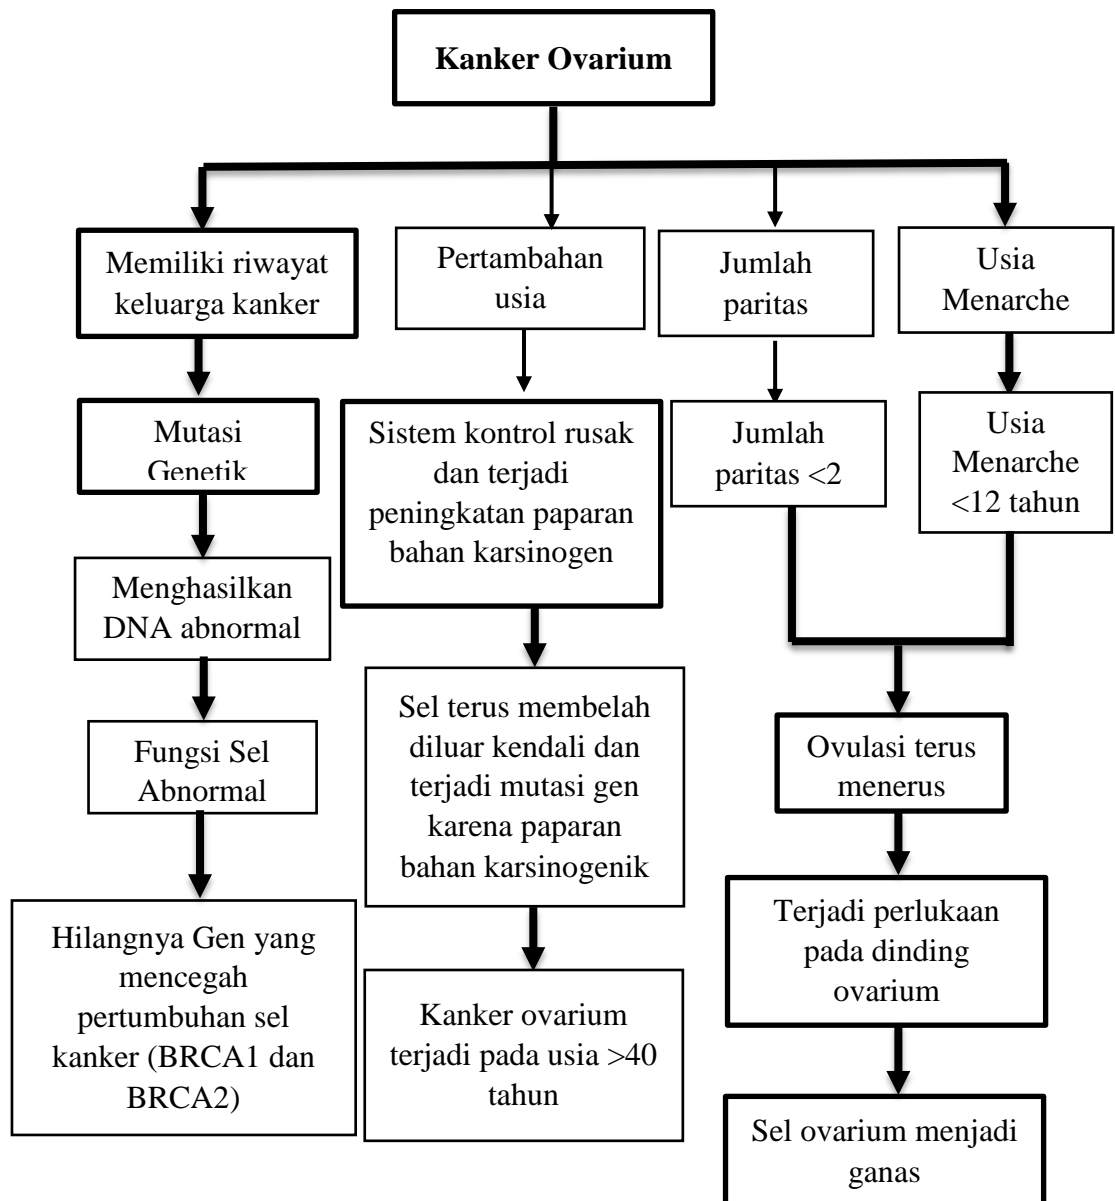 Kanker Ovarium
Memiliki riwayat
keluarga kanker
Pertambahan
usia
Jumlah
paritas
Usia
Menarche
Mutasi
Genetik
Sistem kontrol rusak
dan terjadi
peningkatan paparan
bahan karsinogen
Jumlah
paritas <2
Usia
Menarche
<12 tahun
Menghasilkan
DNA abnormal
Sel terus membelah
diluar kendali dan
terjadi mutasi gen
karena paparan
bahan karsinogenik
Fungsi Sel
Abnormal
Ovulasi terus
menerus
Hilangnya Gen yang
mencegah
pertumbuhan sel
kanker (BRCA1 dan
BRCA2)
Kanker ovarium
terjadi pada usia >40
tahun
Terjadi perlukaan
pada dinding
ovarium
Sel ovarium menjadi
ganas